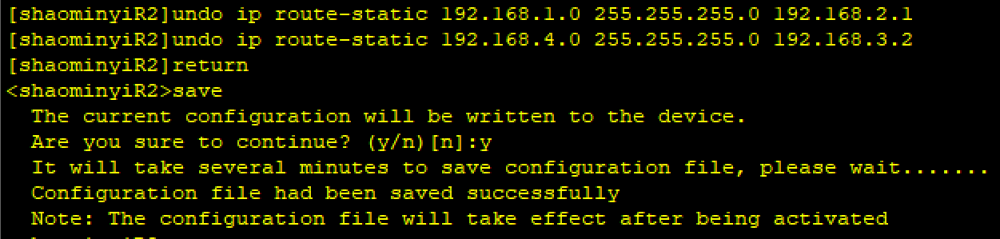 [shaominyiR2]undo ip route-static 192.168.1.0 255.255.255.0 192.168.2.1
[shaominyiR2]undo ip route-static 192.168.4.0 255.255.255.0 192.168.3.2
[shaominyiR2]return
<shaominyiR2>save
The current configuration will be written to the device.
Are you sure to continue? (y/n)[n]:y
It will take several minutes to save configuration file, please wait.......
Configuration file had been saved successfully
Note: The configuration file will take effect after being activated